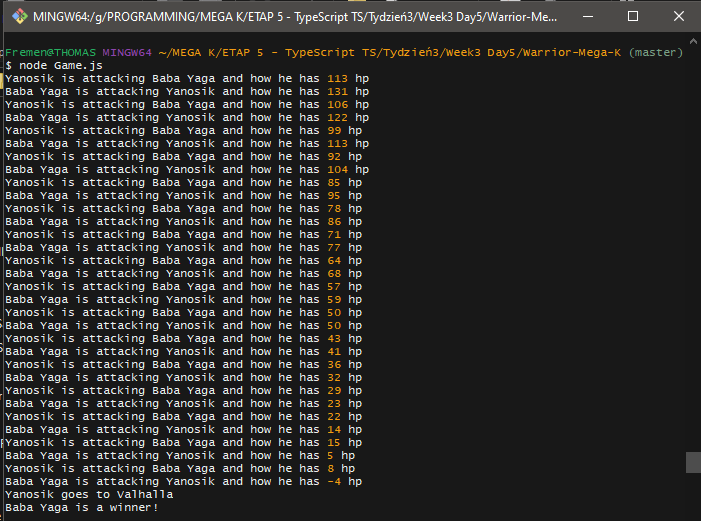 MINGW64:/g/PROGRAMMING/MEGA K/ETAP 5 - TypeScript TS/Tydzień3/Week3 Day5/Warrior-Me...
Fremen@THOMAS MINGW64 ~/MEGA K/ETAP 5 - TypeScript TS/Tydzień3/Week3 Day5/Warrior-Mega-K (master)
$ node Game.js
Yanosik is attacking Baba Yaga and how he has 113 hp
Baba Yaga is attacking Yanosik and how he has 131 hp
Yanosik is attacking Baba Yaga and how he has 106 hp
Baba Yaga is attacking Yanosik and how he has 122 hp
Yanosik is attacking Baba Yaga and how he has 99 hp
Baba Yaga is attacking Yanosik and how he has 113 hp
Yanosik is attacking Baba Yaga and how he has 92 hp
Baba Yaga is attacking Yanosik and how he has 104 hp
Yanosik is attacking Baba Yaga and how he has 85 hp
Baba Yaga is attacking Yanosik and how he has 95 hp
Yanosik is attacking Baba Yaga and how he has 78 hp
Baba Yaga is attacking Yanosik and how he has 86 hp
Yanosik is attacking Baba Yaga and how he has 71 hp
Baba Yaga is attacking Yanosik and how he has 77 hp
Yanosik is attacking Baba Yaga and how he has 64 hp
Baba Yaga is attacking Yanosik and how he has 68 hp
Yanosik is attacking Baba Yaga and how he has 57 hp
Baba Yaga is attacking Yanosik and how he has 59 hp
Yanosik is attacking Baba Yaga and how he has 50 hp
Baba Yaga is attacking Yanosik and how he has 50 hp
Yanosik is attacking Baba Yaga and how he has 43 hp
Baba Yaga is attacking Yanosik and how he has 41 hp
Yanosik is attacking Baba Yaga and how he has 36 hp
Baba Yaga is attacking Yanosik and how he has 32 hp
Yanosik is attacking Baba Yaga and how he has 29 hp
Baba Yaga is attacking Yanosik and how he has 23 hp
Yanosik is attacking Baba Yaga and how he has 22 hp
Baba Yaga is attacking Yanosik and how he has 14 hp
Yanosik is attacking Baba Yaga and how he has 15 hp
Baba Yaga is attacking Yanosik and how he has 5 hp
Yanosik is attacking Baba Yaga and how he has 8 hp
Baba Yaga is attacking Yanosik and how he has -4 hp
Yanosik goes to Valhalla
Baba Yaga is a winner!